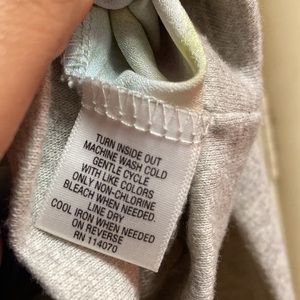 TURN INSIDE OUT
MACHINE WASH COLD
GENTLE CYCLE
WITH LIKE COLORS
ONLY NON-CHLORINE
BLEACH WHEN NEEDED.
LINE DRY
COOL IRON WHEN NEEDED
ON REVERSE
RN 114070